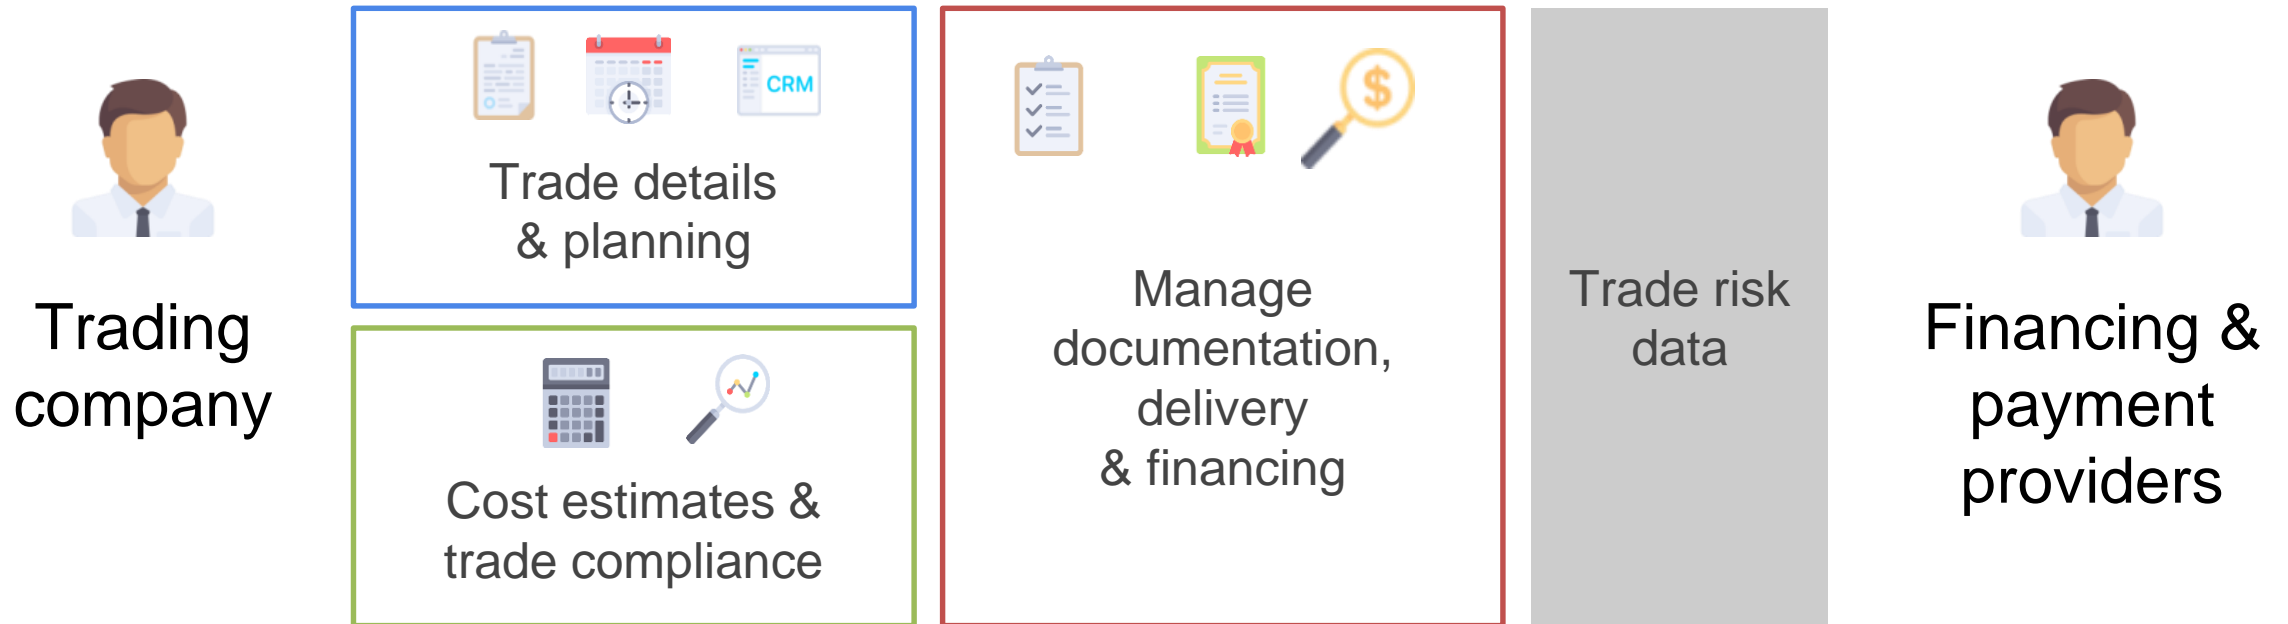 Trading
company
CRM
Trade details
& planning
Cost estimates &
trade compliance
$
Manage
documentation,
delivery
& financing
Trade risk
data
Financing &
payment
providers